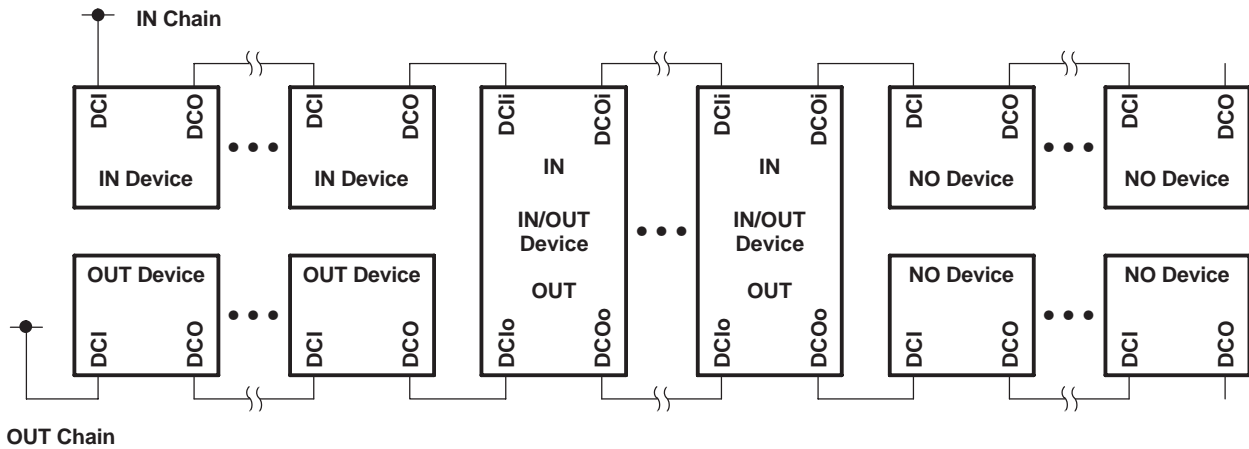 IN Chain
DCI
DCO
DCI
DCO
DCIi
DCOi
DCIi
DCOi
DCI
DCO
DCI
DCO
IN Device
IN Device
IN
IN
NO Device
NO Device
IN/OUT
Device
IN/OUT
Device
OUT Device
OUT Device
OUT
OUT
NO Device
NO Device
DCI
DCO
DCI
DCO
DCIo
DCOo
DCIo
DCOo
DCI
DCO
DCI
DCO
OUT Chain